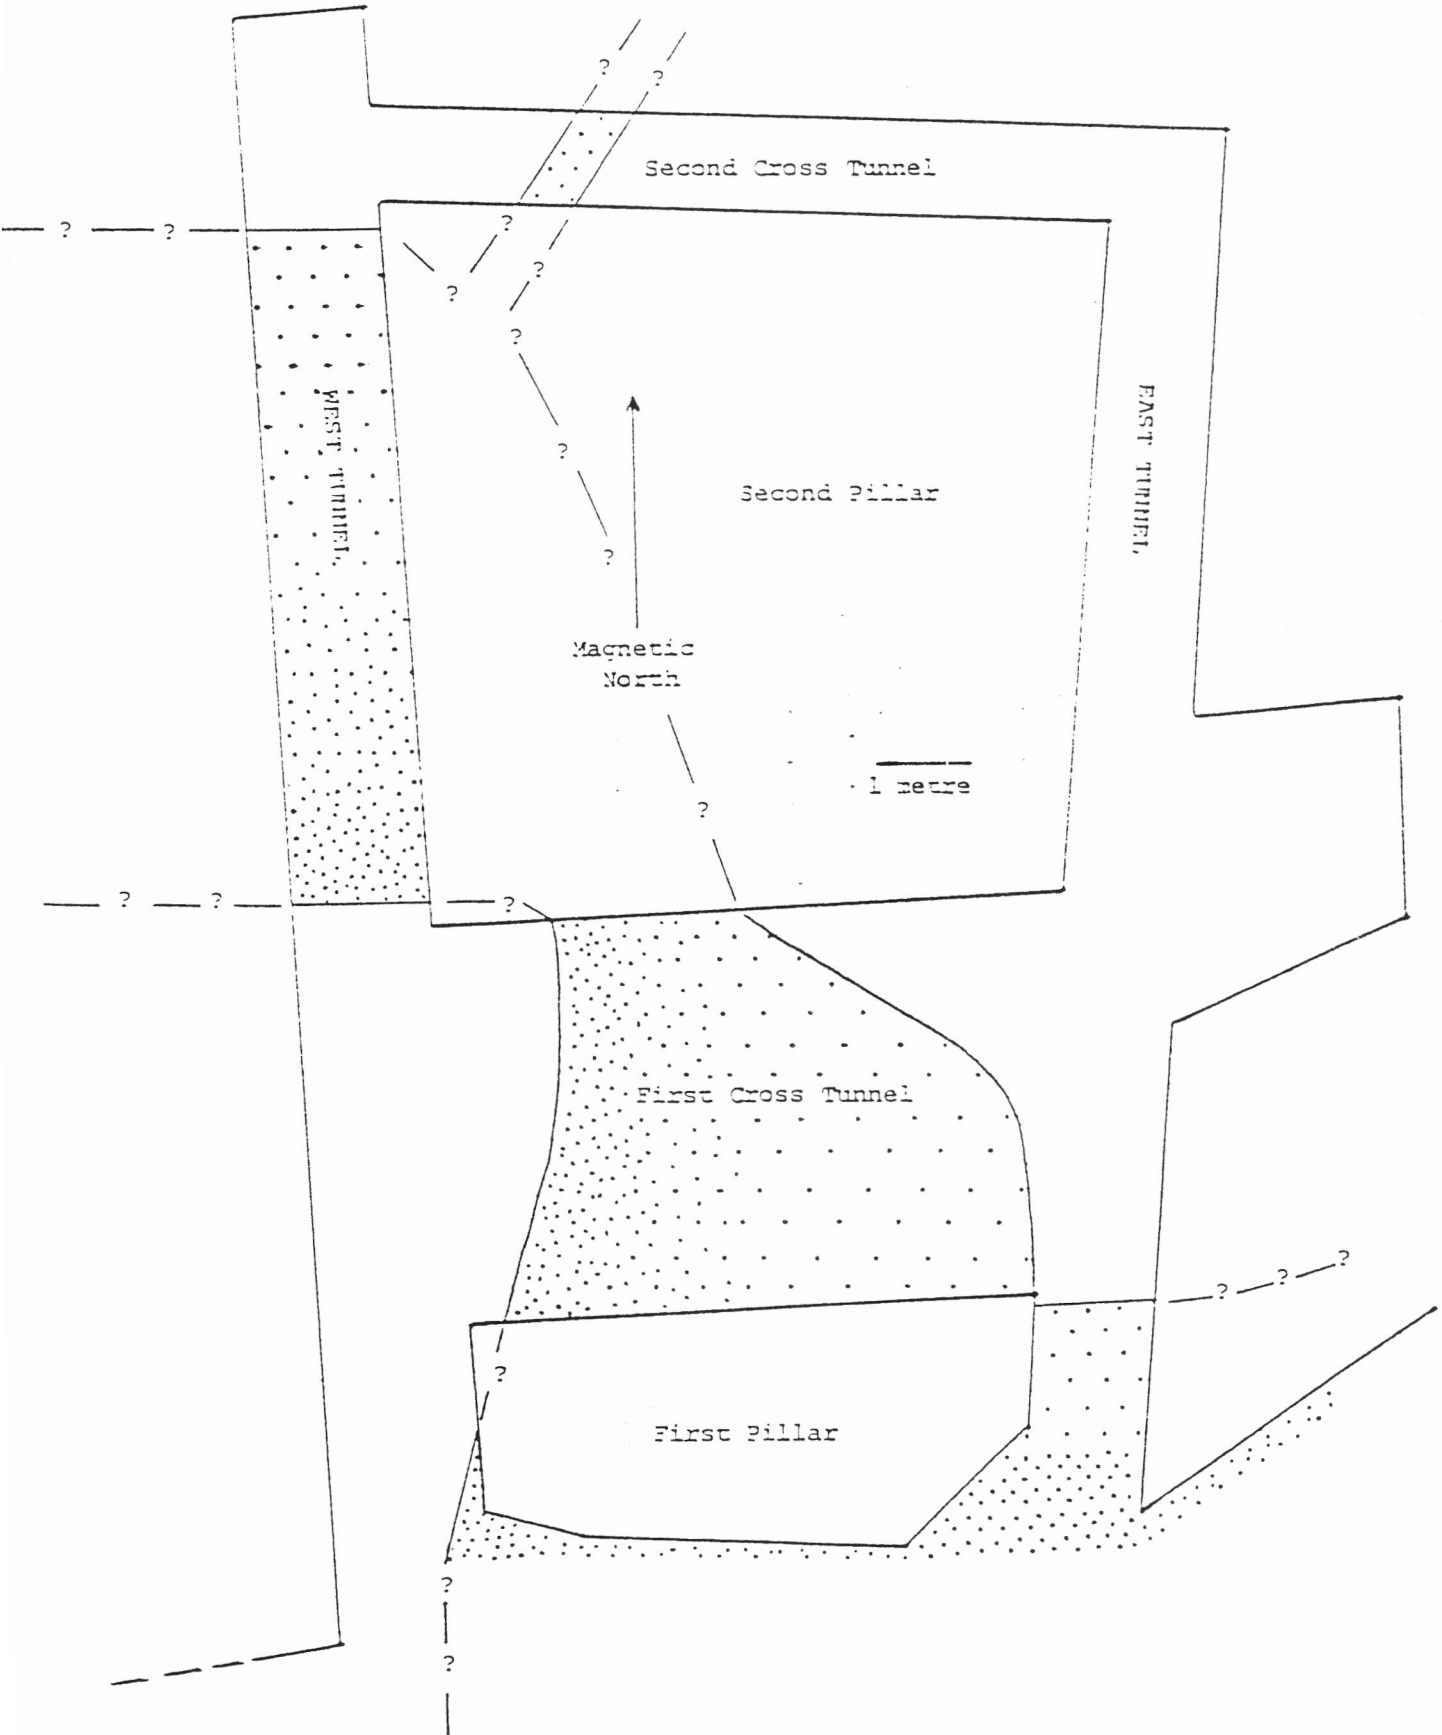 ?
?
Second Cross Tunnel
? ? ?
?
?
?
WEST TUNNEL
EAST TUNNEL
?
Second Pillar
?
Magnetic
North
1 metre
?
? ? ?
First Cross Tunnel
?
?
?
?
First Pillar
?
?